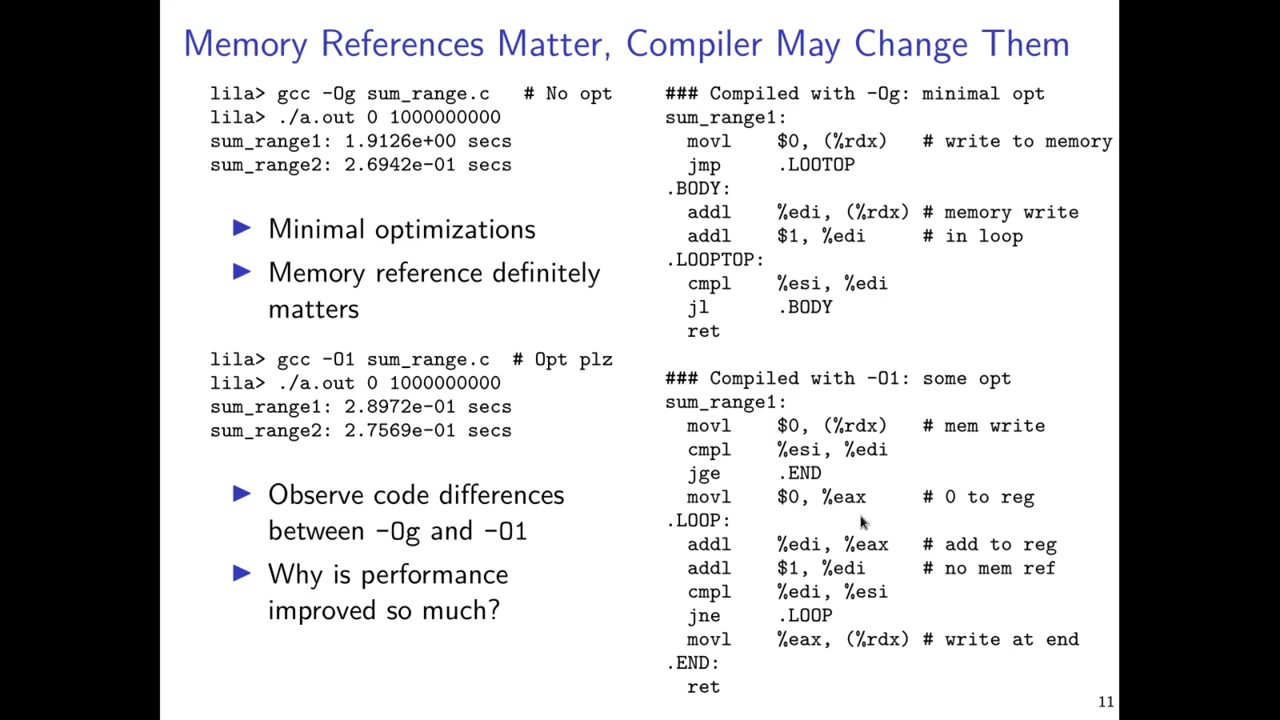 Memory References Matter, Compiler May Change Them
lila> gcc -Og sum_range.c   # No opt
lila> ./a.out 0 1000000000
sum_range1: 1.9126e+00 secs
sum_range2: 2.6942e-01 secs
▶ Minimal optimizations
▶ Memory reference definitely
matters
lila> gcc -O1 sum_range.c  # Opt plz
lila> ./a.out 0 1000000000
sum_range1: 2.8972e-01 secs
sum_range2: 2.7569e-01 secs
▶ Observe code differences
between -Og and -O1
▶ Why is performance
improved so much?
### Compiled with -Og: minimal opt
sum_range1:
movl    $0, (%rdx)   # write to memory
jmp     .LOOTOP
.BODY:
addl    %edi, (%rdx) # memory write
addl    $1, %edi     # in loop
.LOOPTOP:
cmpl    %esi, %edi
jl      .BODY
ret
### Compiled with -O1: some opt
sum_range1:
movl    $0, (%rdx)   # mem write
cmpl    %esi, %edi
jge     .END
movl    $0, %eax     # 0 to reg
.LOOP:
addl    %edi, %eax   # add to reg
addl    $1, %edi     # no mem ref
cmpl    %edi, %esi
jne     .LOOP
movl    %eax, (%rdx) # write at end
.END:
ret
11